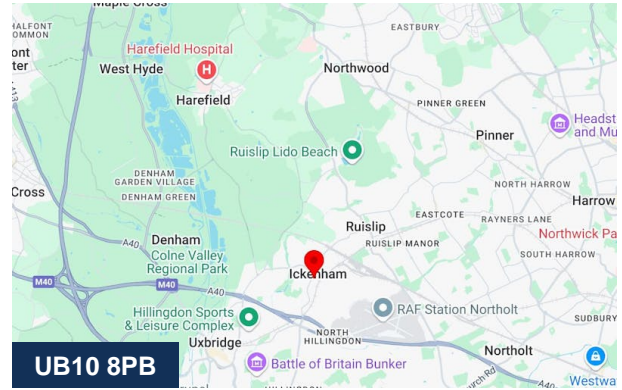 Maple Cross
HALFONT
OMMON
ont
ter
West Hyde
Harefield Hospital
H
Harefield
EASTBURY
Northwood
PINNER GREEN
Pinner
Headst
and Mu
Ruislip Lido Beach
DENHAM
GARDEN VILLAGE
DENHAM GREEN
Cross
NORTH HARROW
Harrow
EASTCOTE
RAYNERS LANE
Ruislip
RUISLIP MANOR
Northwick Pa
SOUTH HARROW
A40
Denham
Colne Valley
Regional Park
Ickenham
M40
M40
A40
Hillingdon Sports
& Leisure Complex
RAF Station Northolt
SUDBURY
NORTH
HILLINGDON
Uxbridge
Northolt
A40
Battle of Britain Bunker
Westwa
UB10 8PB